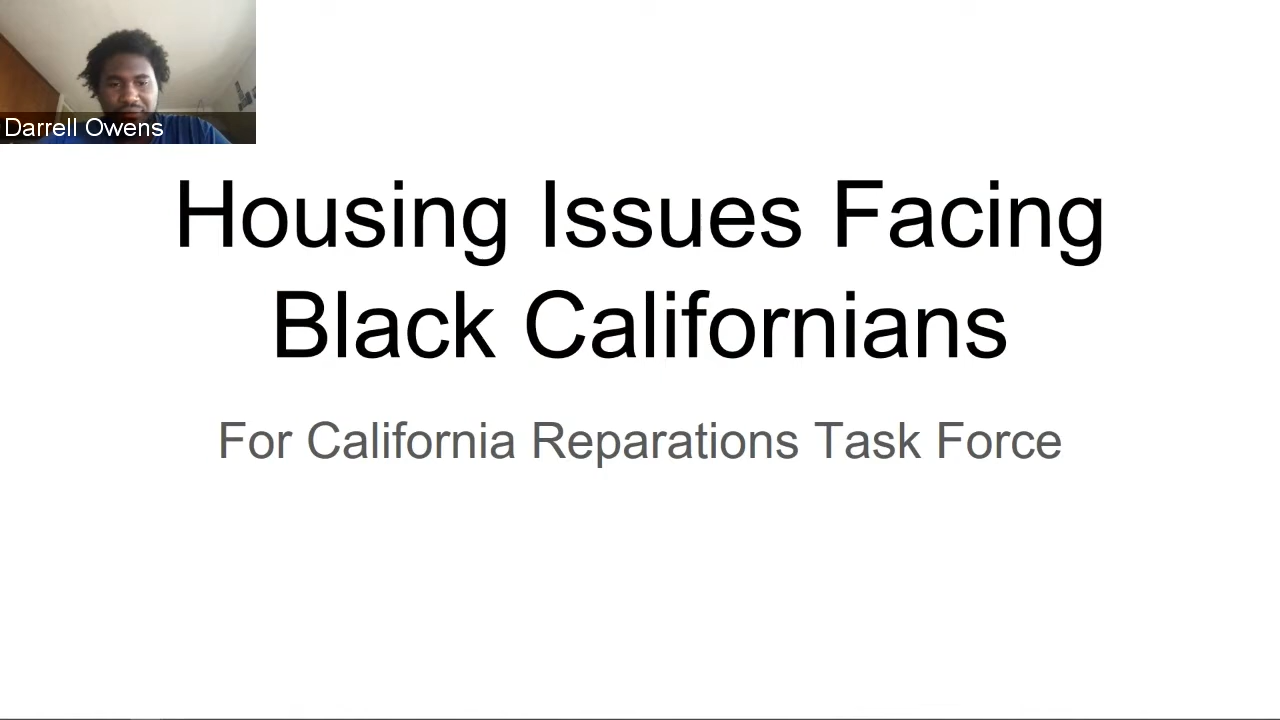 Darrell Owens
Housing Issues Facing
Black Californians
For California Reparations Task Force